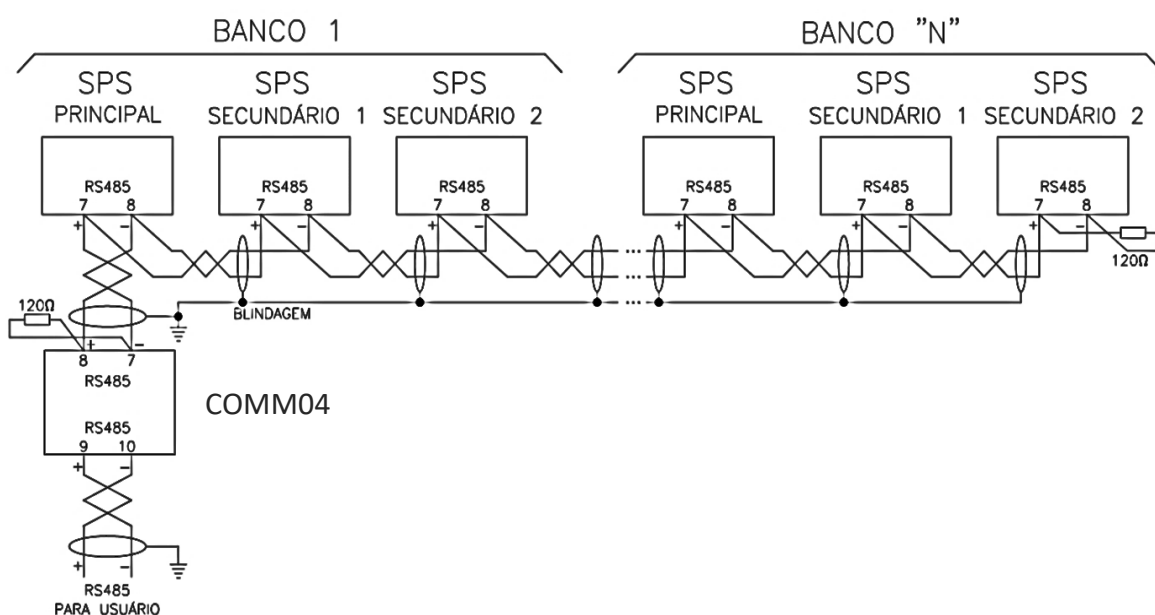 BANCO 1
BANCO "N"
SPS
PRINCIPAL
SPS
SECUNDÁRIO 1
SPS
SECUNDÁRIO 2
SPS
PRINCIPAL
SPS
SECUNDÁRIO 1
SPS
SECUNDÁRIO 2
RS485
7 8
+ -
RS485
7 8
+ -
RS485
7 8
+ -
RS485
7 8
+ -
RS485
7 8
+ -
RS485
7 8
+ -
120Ω
...
...
120Ω
BLINDAGEM
+ -
8 7
RS485
COMM04
RS485
9 10
+ -
+ -
RS485
PARA USUÁRIO